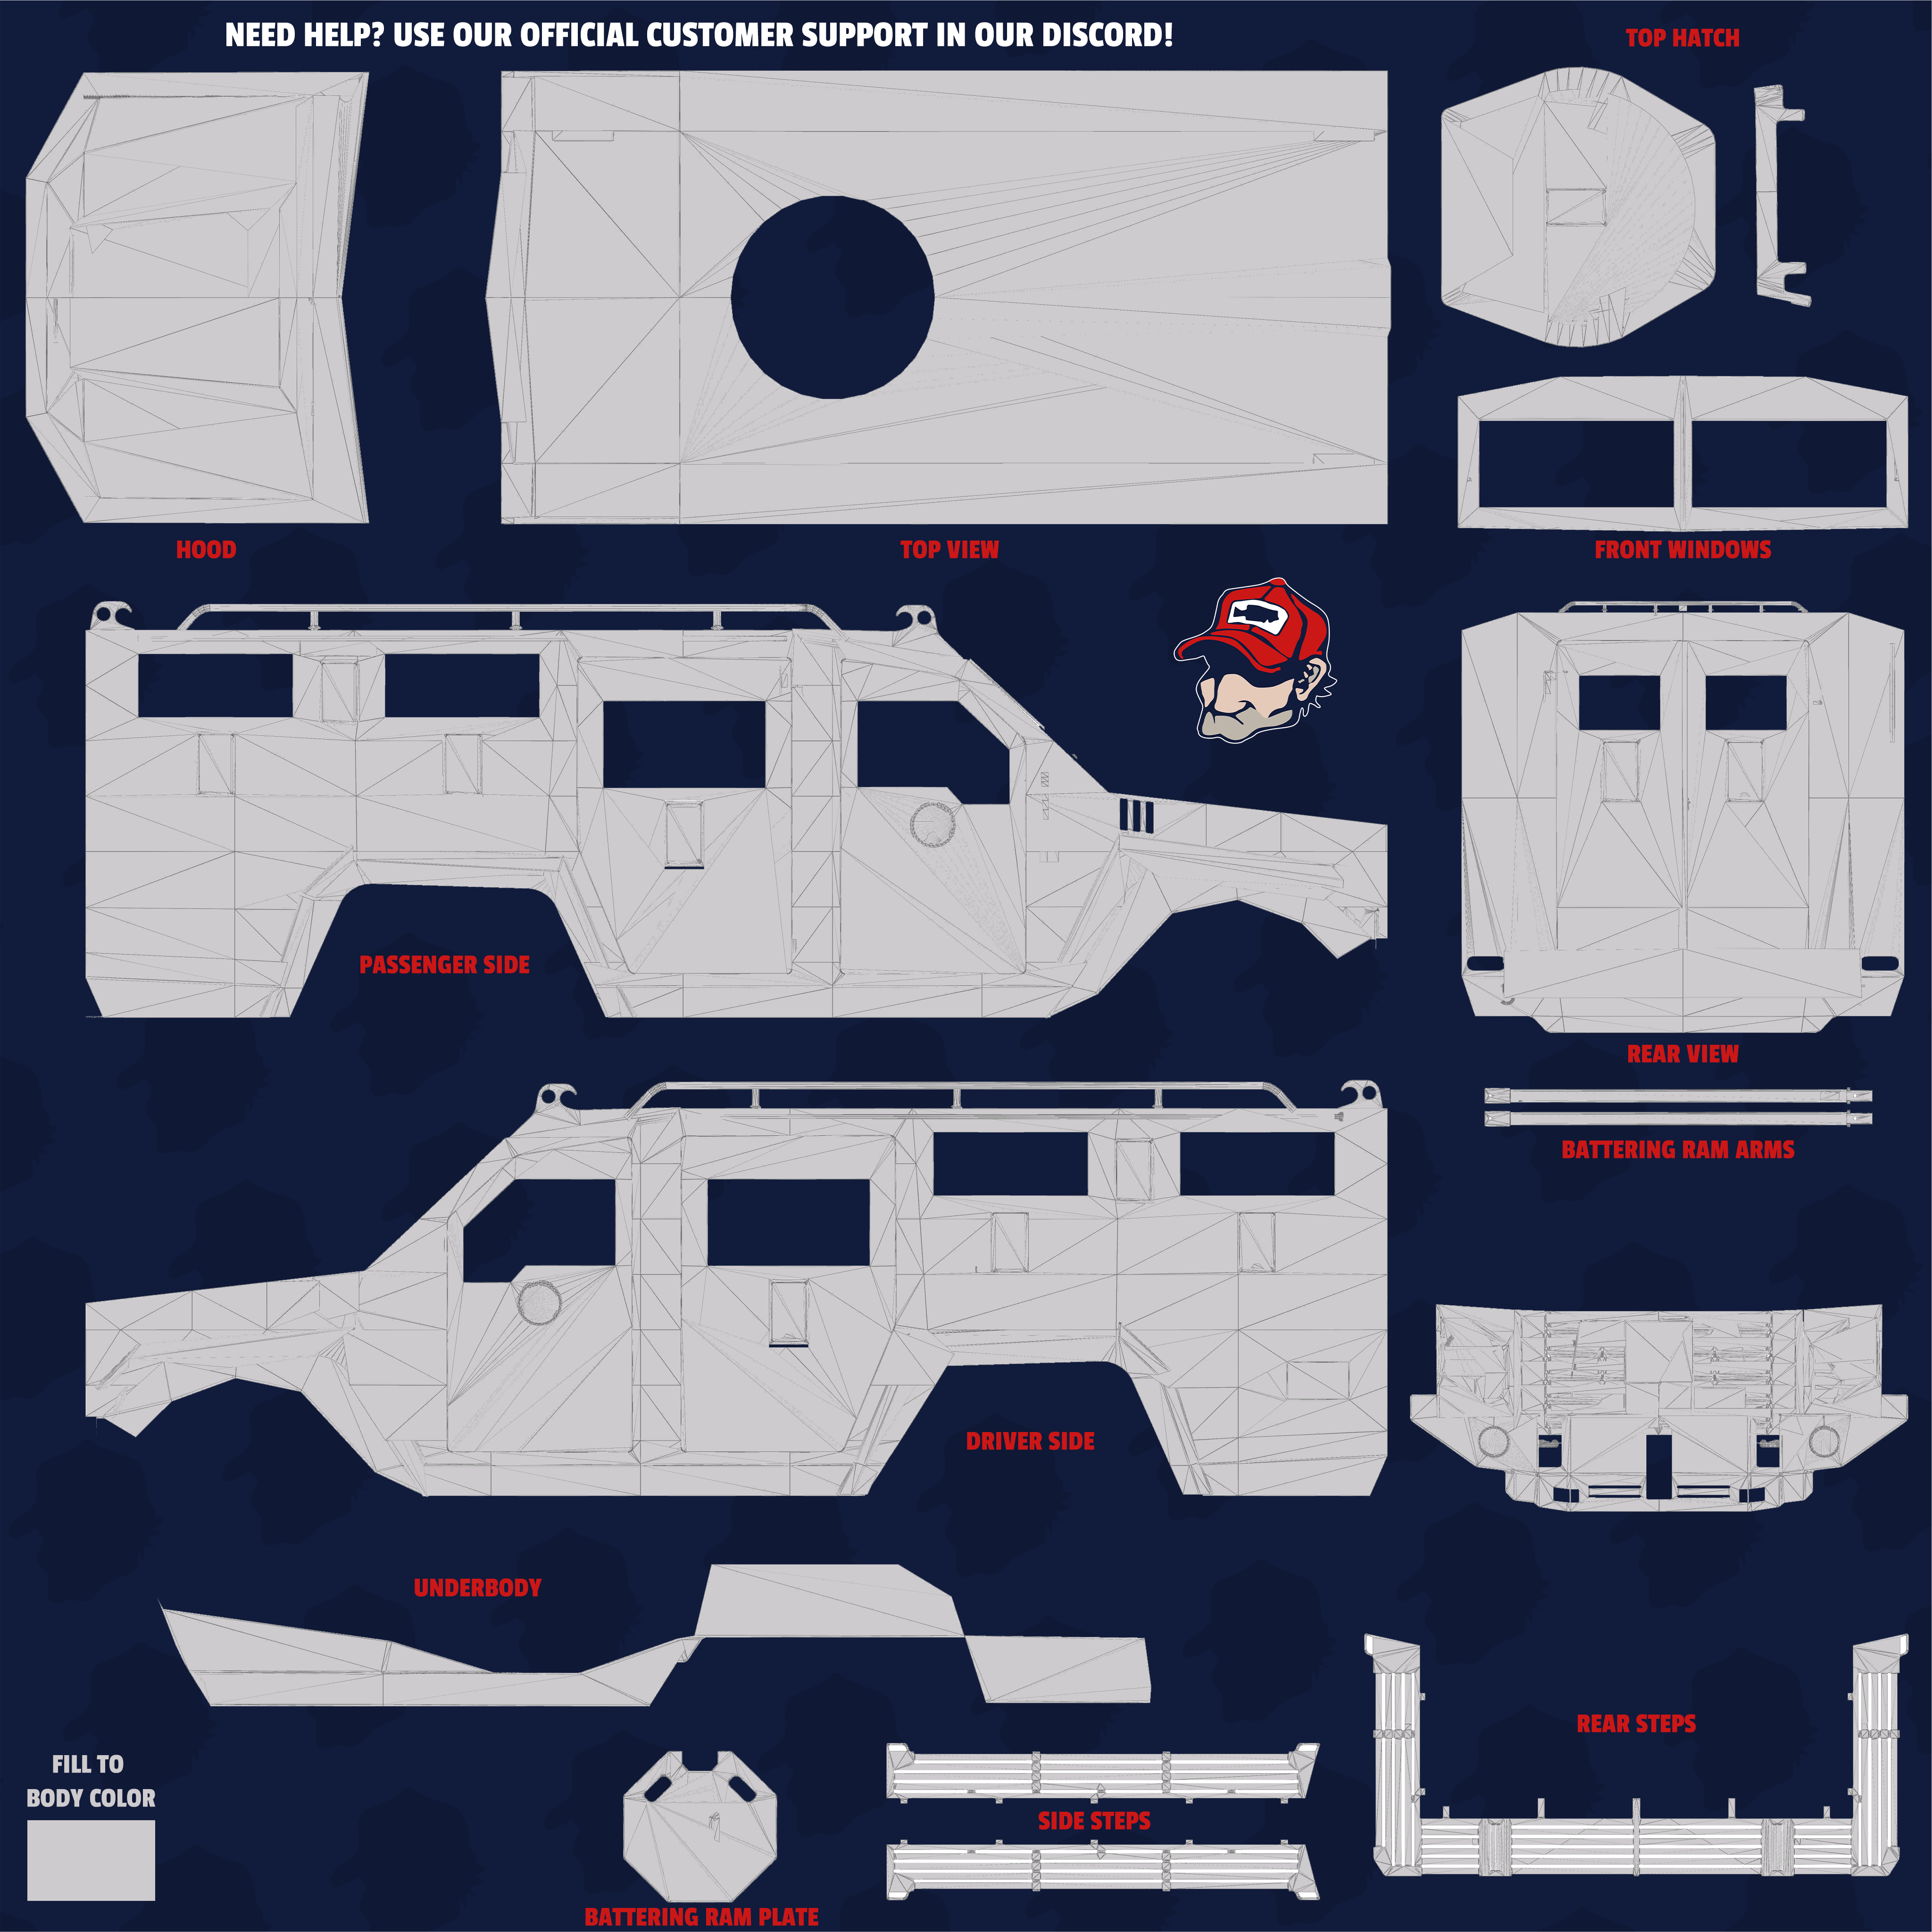 NEED HELP? USE OUR OFFICIAL CUSTOMER SUPPORT IN OUR DISCORD!
TOP HATCH
HOOD
TOP VIEW
FRONT WINDOWS
PASSENGER SIDE
REAR VIEW
BATTERING RAM ARMS
DRIVER SIDE
UNDERBODY
REAR STEPS
FILL TO
BODY COLOR
SIDE STEPS
BATTERING RAM PLATE